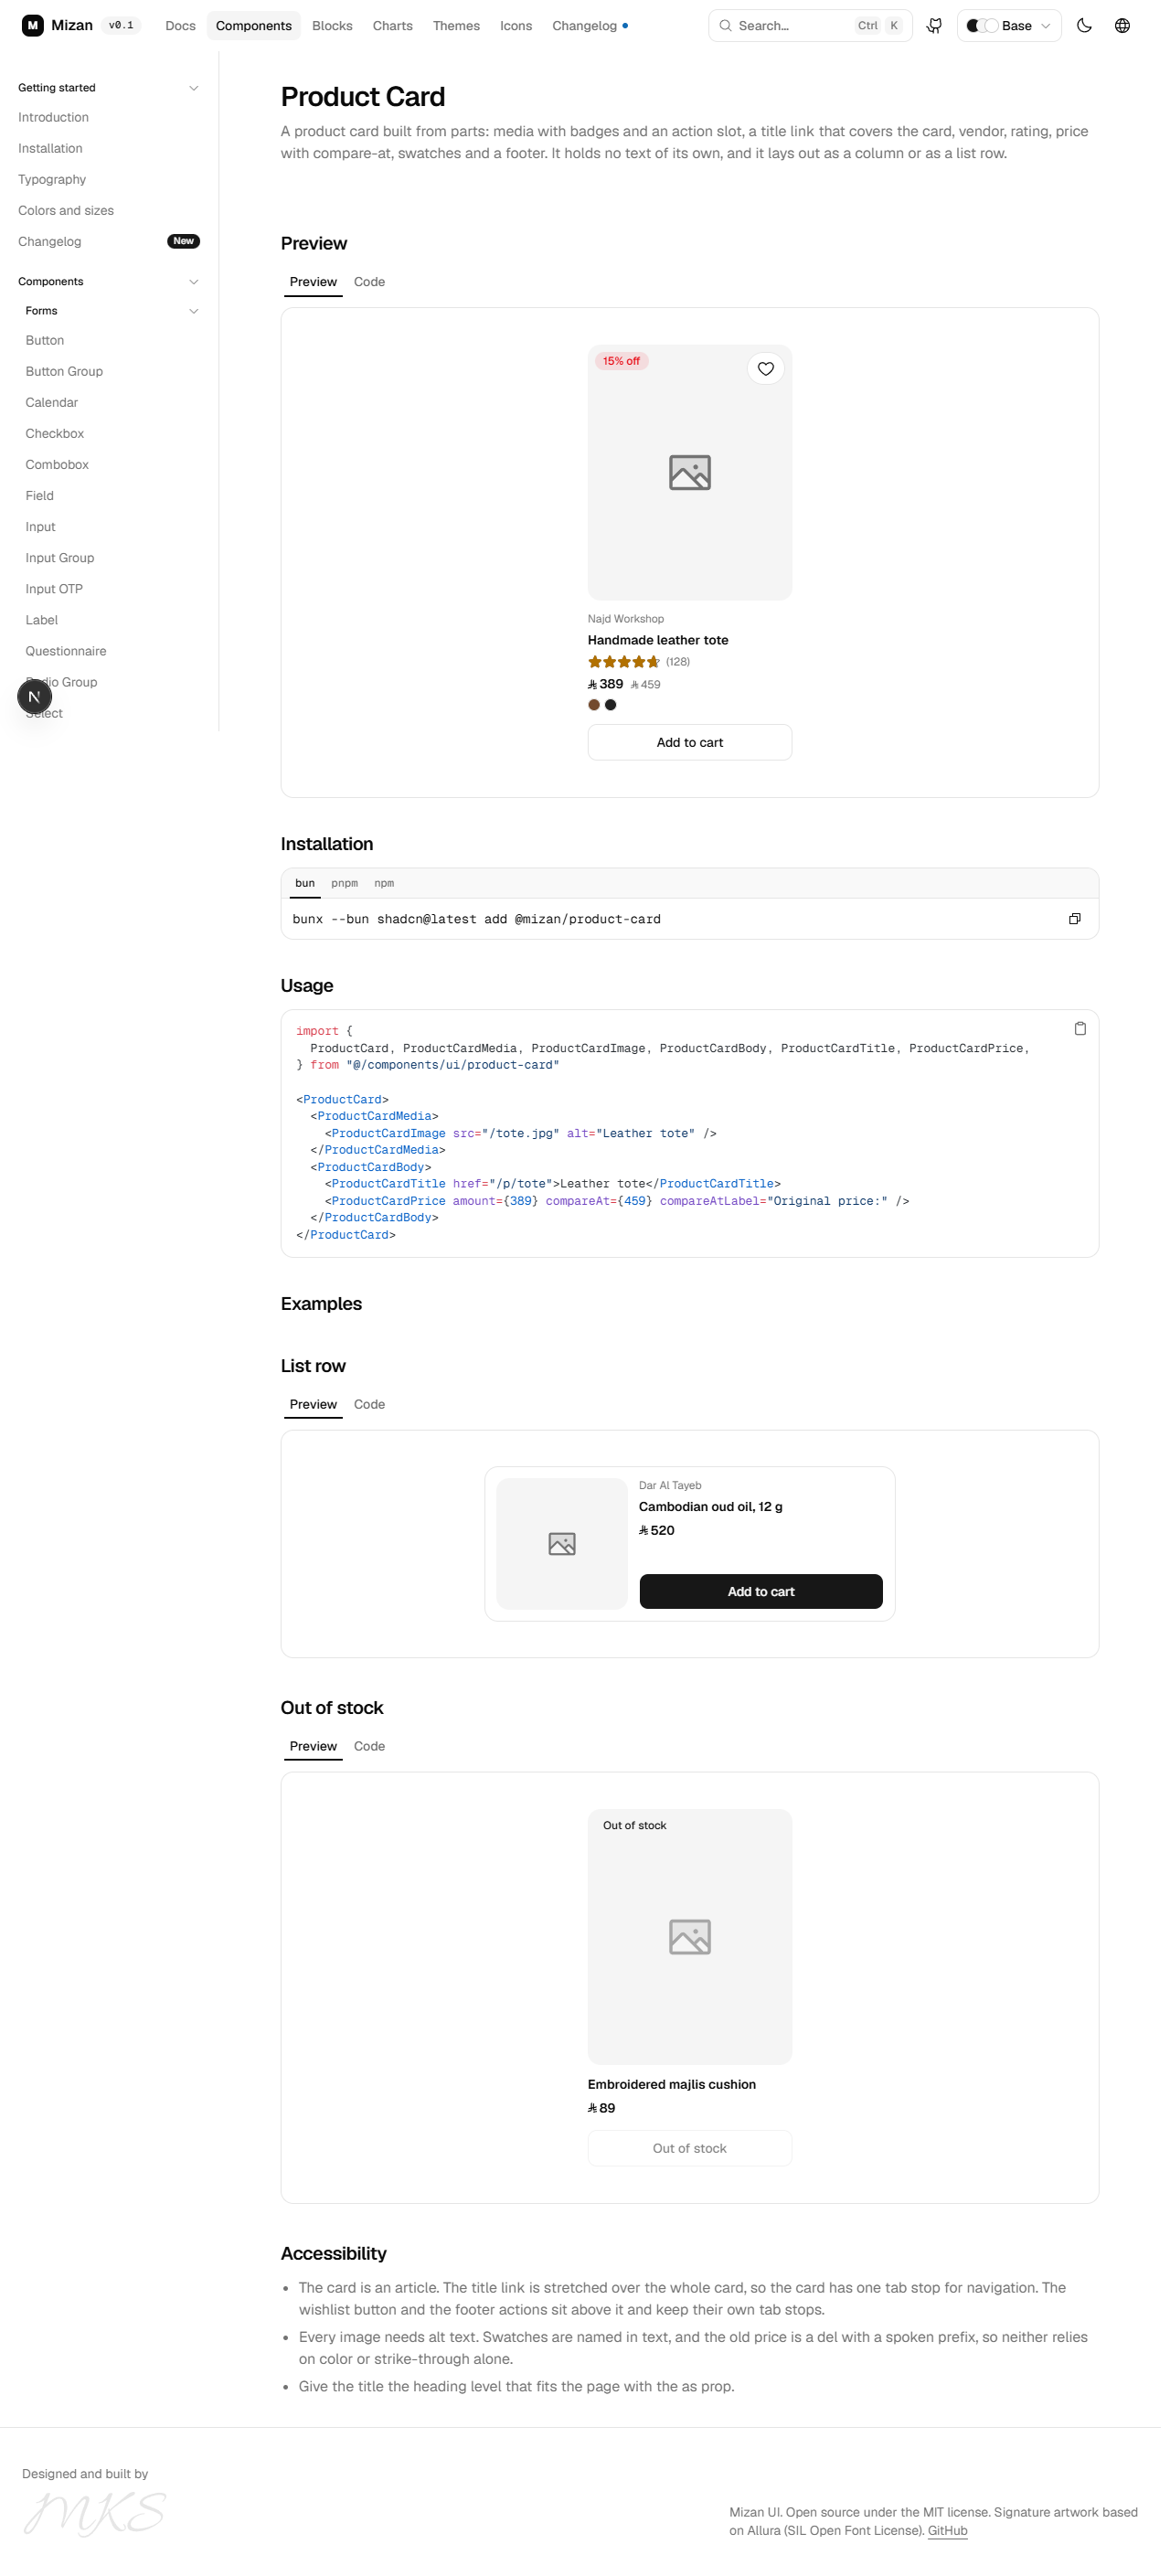 M Mizan v0.1 Docs Components Blocks Charts Themes Icons Changelog Search... Ctrl K Base
Getting started
Introduction
Installation
Typography
Colors and sizes
Changelog New
Components
Forms
Button
Button Group
Calendar
Checkbox
Combobox
Field
Input
Input Group
Input OTP
Label
Questionnaire
Radio Group
N
Select
Product Card
A product card built from parts: media with badges and an action slot, a title link that covers the card, vendor, rating, price
with compare-at, swatches and a footer. It holds no text of its own, and it lays out as a column or as a list row.
Preview
Preview Code
15% off
Najd Workshop
Handmade leather tote
(128)
389 459
Add to cart
Installation
bun pnpm npm
bunx --bun shadcn@latest add @mizan/product-card
Usage
import {
  ProductCard, ProductCardMedia, ProductCardImage, ProductCardBody, ProductCardTitle, ProductCardPrice,
} from "@/components/ui/product-card"
<ProductCard>
  <ProductCardMedia>
    <ProductCardImage src="/tote.jpg" alt="Leather tote" />
  </ProductCardMedia>
  <ProductCardBody>
    <ProductCardTitle href="/p/tote">Leather tote</ProductCardTitle>
    <ProductCardPrice amount={389} compareAt={459} compareAtLabel="Original price:" />
  </ProductCardBody>
</ProductCard>
Examples
List row
Preview Code
Dar Al Tayeb
Cambodian oud oil, 12 g
520
Add to cart
Out of stock
Preview Code
Out of stock
Embroidered majlis cushion
89
Out of stock
Accessibility
• The card is an article. The title link is stretched over the whole card, so the card has one tab stop for navigation. The
wishlist button and the footer actions sit above it and keep their own tab stops.
• Every image needs alt text. Swatches are named in text, and the old price is a del with a spoken prefix, so neither relies
on color or strike-through alone.
• Give the title the heading level that fits the page with the as prop.
Designed and built by
MKS
Mizan UI. Open source under the MIT license. Signature artwork based
on Allura (SIL Open Font License). GitHub